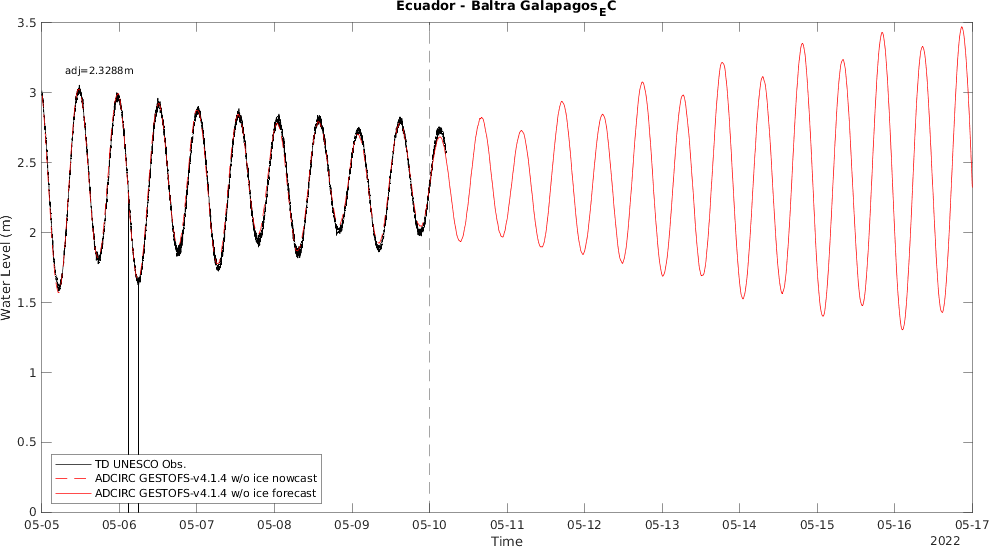 Ecuador - Baltra Galapagos_EC
3.5
adj=2.3288m
3
2.5
2
1.5
1
0.5
0
Water Level (m)
TD UNESCO Obs.
ADCIRC GESTOFS-v4.1.4 w/o ice nowcast
ADCIRC GESTOFS-v4.1.4 w/o ice forecast
05-05 05-06 05-07 05-08 05-09 05-10 05-11 05-12 05-13 05-14 05-15 05-16 05-17
Time
2022